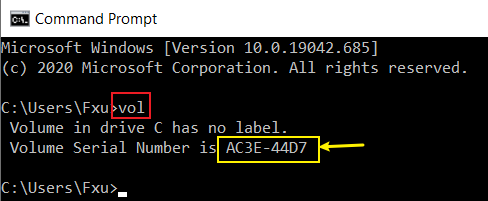 Command Prompt
Microsoft Windows [Version 10.0.19042.685]
(c) 2020 Microsoft Corporation. All rights reserved.
C:\Users\Fxu>vol
Volume in drive C has no label.
Volume Serial Number is AC3E-44D7
C:\Users\Fxu>